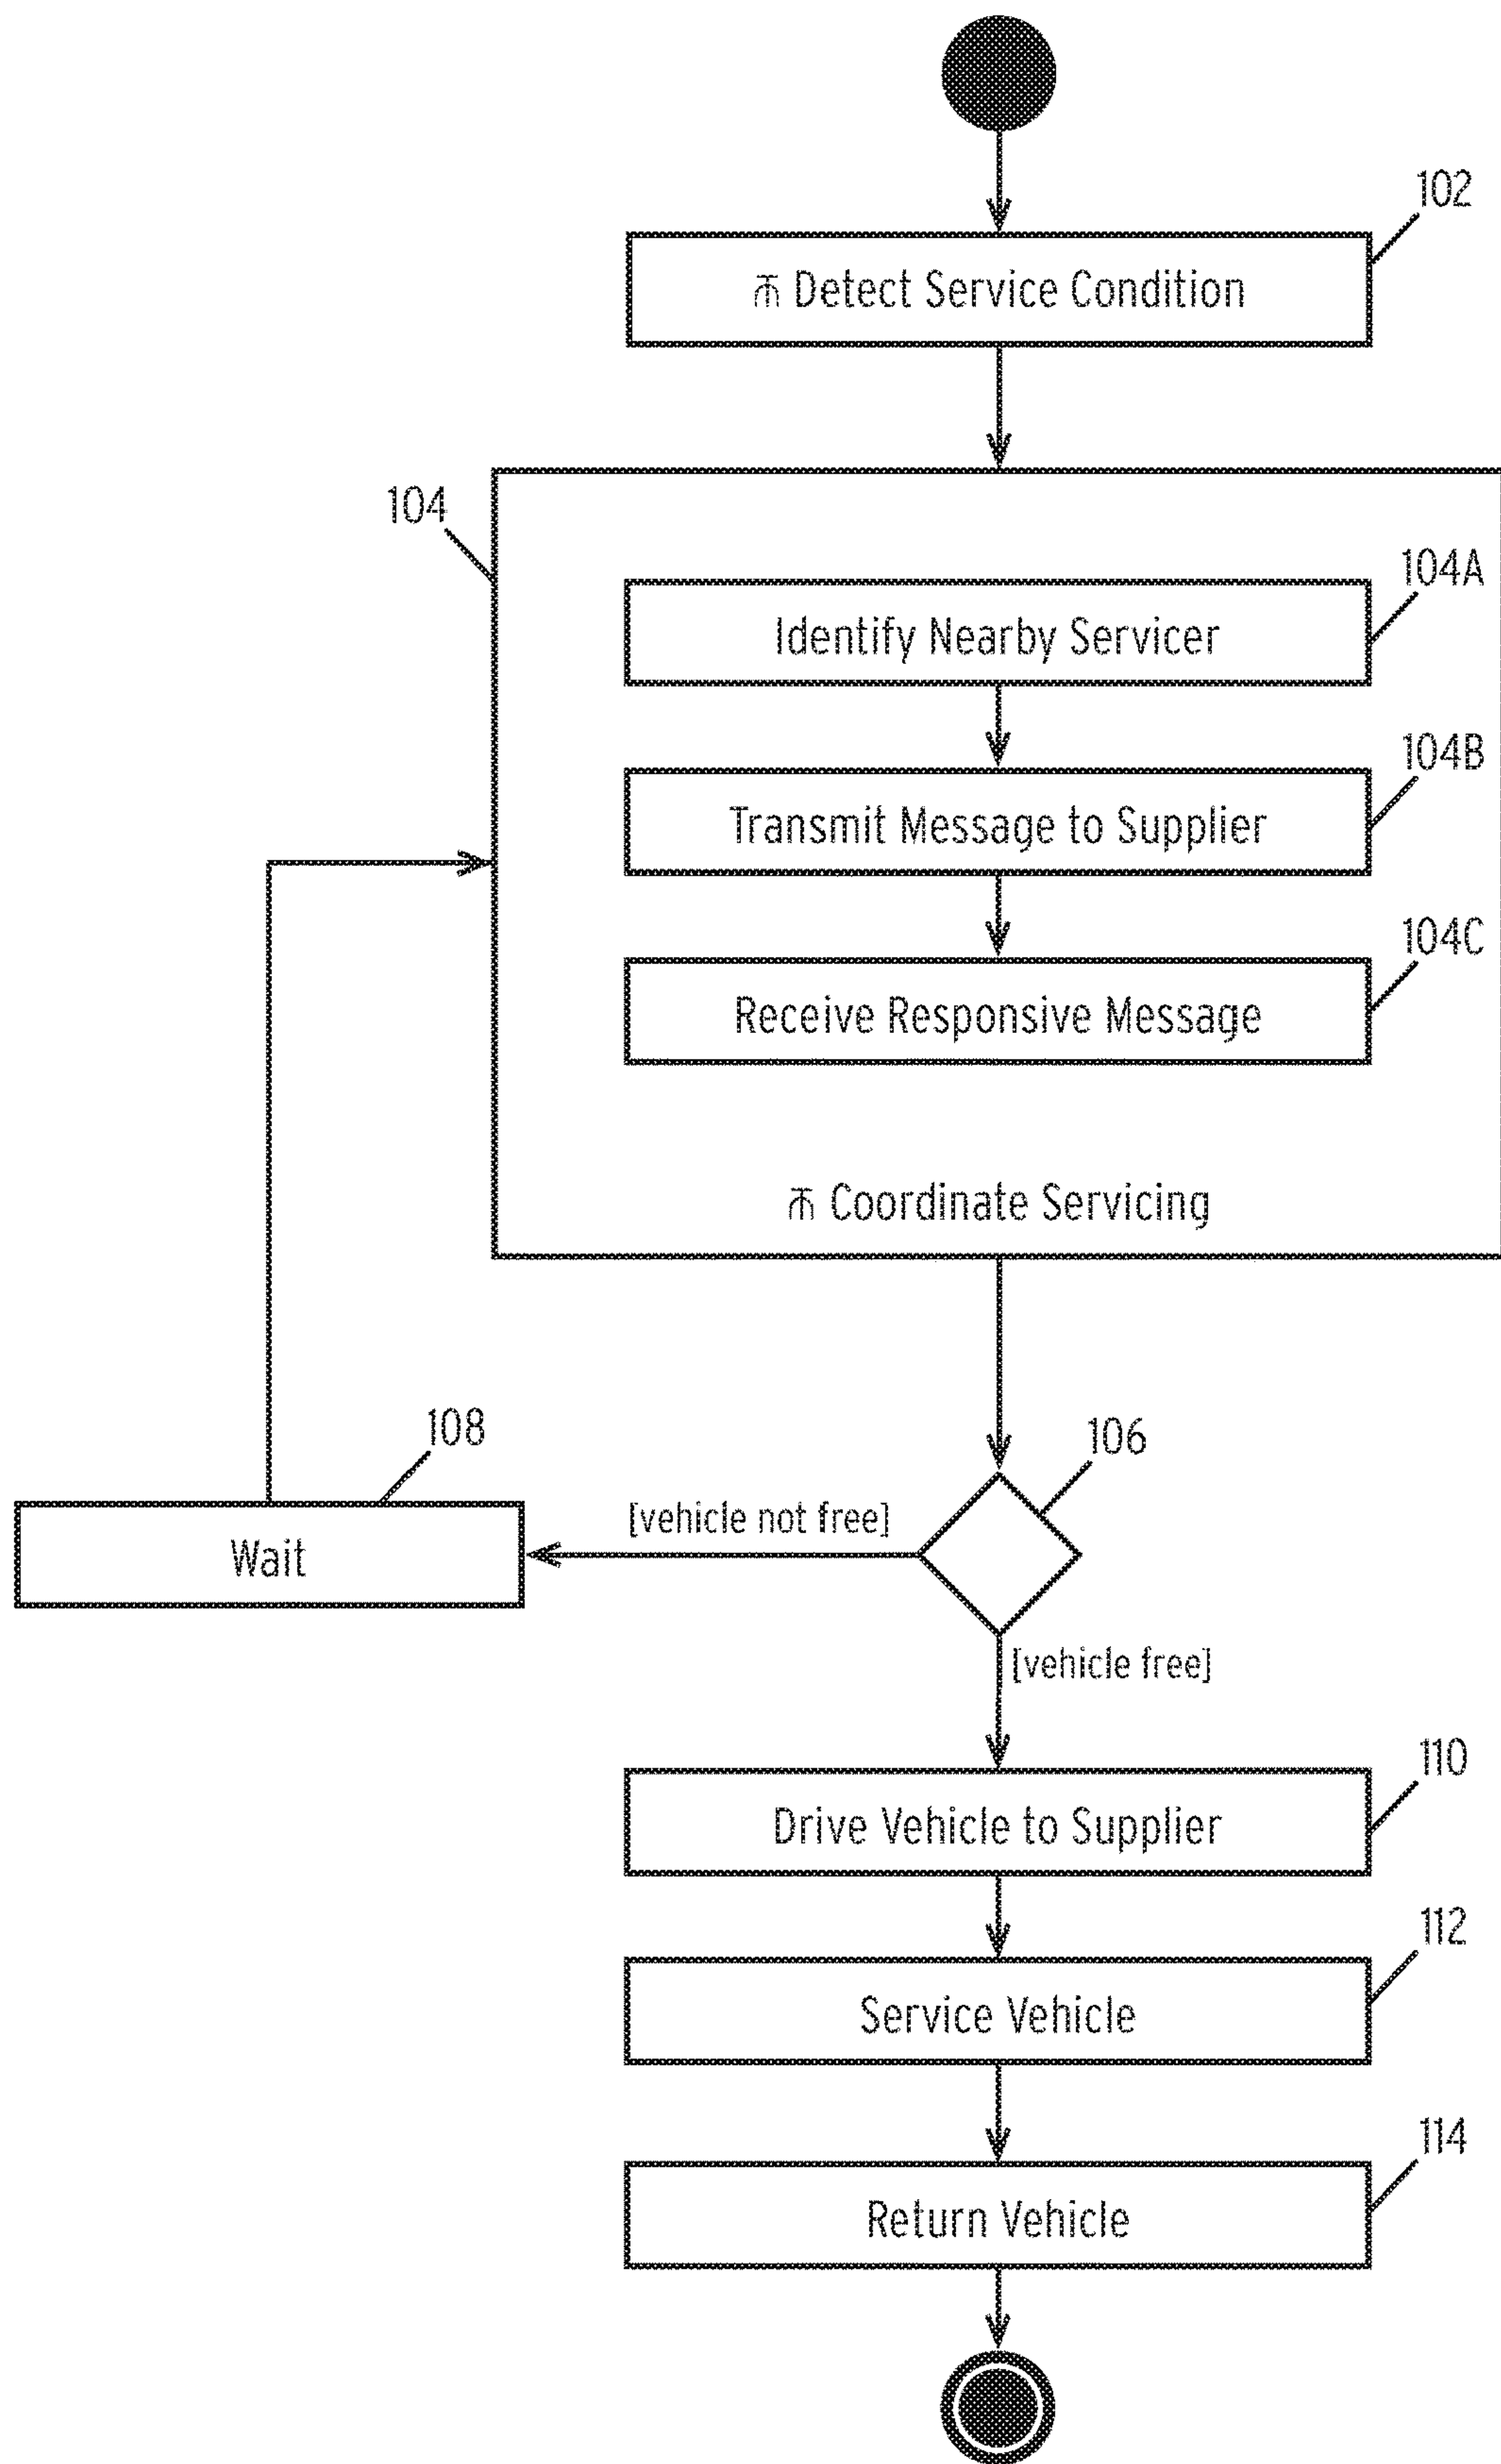 102
Detect Service Condition
104
104A
Identify Nearby Servicer
104B
Transmit Message to Supplier
104C
Receive Responsive Message
Coordinate Servicing
108
106
[vehicle not free]
Wait
[vehicle free]
110
Drive Vehicle to Supplier
112
Service Vehicle
114
Return Vehicle